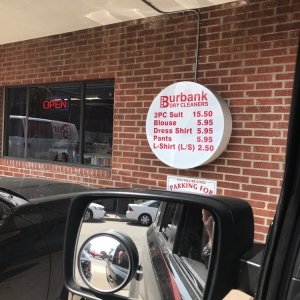 OPEN
Burbank
DRY CLEANERS
2PC Suit 15.50
Blouse 5.95
Dress Shirt 5.95
Pants 5.95
L-Shirt (L/S) 2.50
PARKING FOR